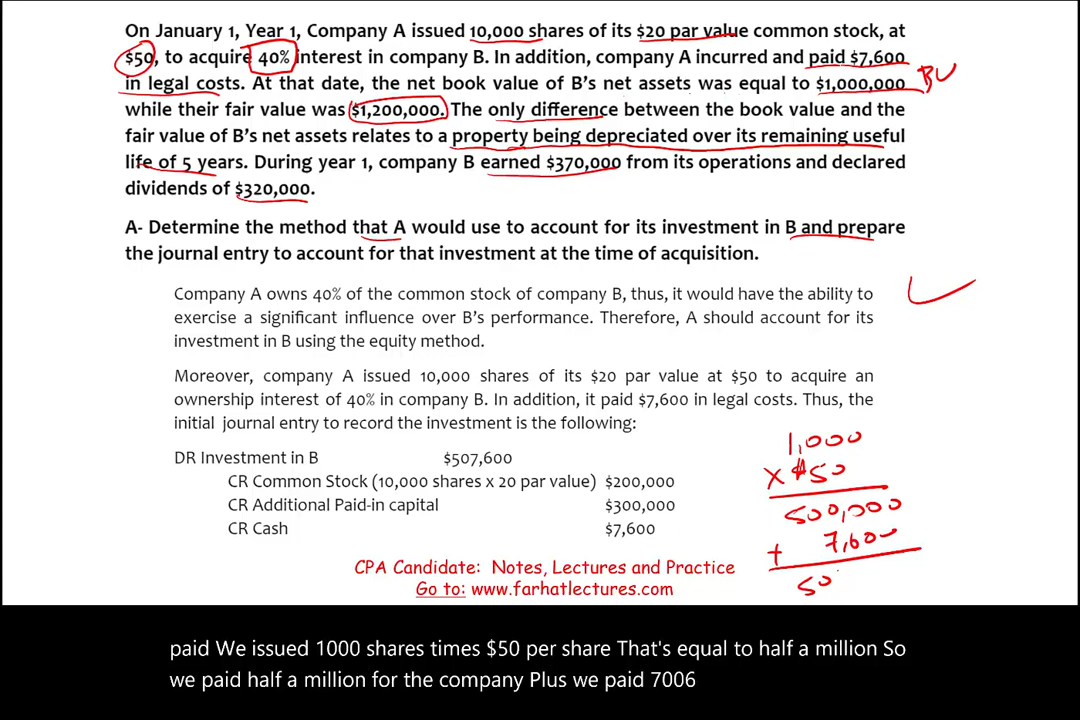 On January 1, Year 1, Company A issued 10,000 shares of its $20 par value common stock, at
$50, to acquire 40% interest in company B. In addition, company A incurred and paid $7,600
in legal costs. At that date, the net book value of B's net assets was equal to $1,000,000 BV
while their fair value was $1,200,000. The only difference between the book value and the
fair value of B's net assets relates to a property being depreciated over its remaining useful
life of 5 years. During year 1, company B earned $370,000 from its operations and declared
dividends of $320,000.
A- Determine the method that A would use to account for its investment in B and prepare
the journal entry to account for that investment at the time of acquisition.
Company A owns 40% of the common stock of company B, thus, it would have the ability to
exercise a significant influence over B's performance. Therefore, A should account for its
investment in B using the equity method.
Moreover, company A issued 10,000 shares of its $20 par value at $50 to acquire an
ownership interest of 40% in company B. In addition, it paid $7,600 in legal costs. Thus, the
initial journal entry to record the investment is the following:
DR Investment in B $507,600
CR Common Stock (10,000 shares x 20 par value) $200,000
CR Additional Paid-in capital $300,000
CR Cash $7,600
1,000
x $50
500,000
+ 7,600
50
CPA Candidate: Notes, Lectures and Practice
Go to: www.farhatlectures.com
paid We issued 1000 shares times $50 per share That's equal to half a million So
we paid half a million for the company Plus we paid 7006